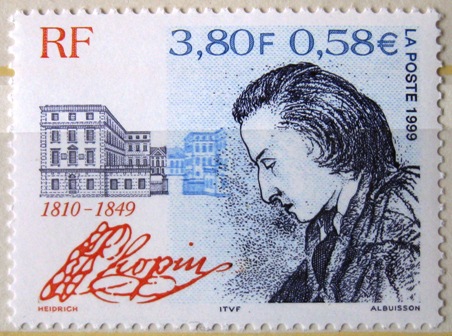 RF
3,80F 0,58€
LA POSTE 1999
1810-1849
Chopin
HEIDRICH ITVF ALBUISSON